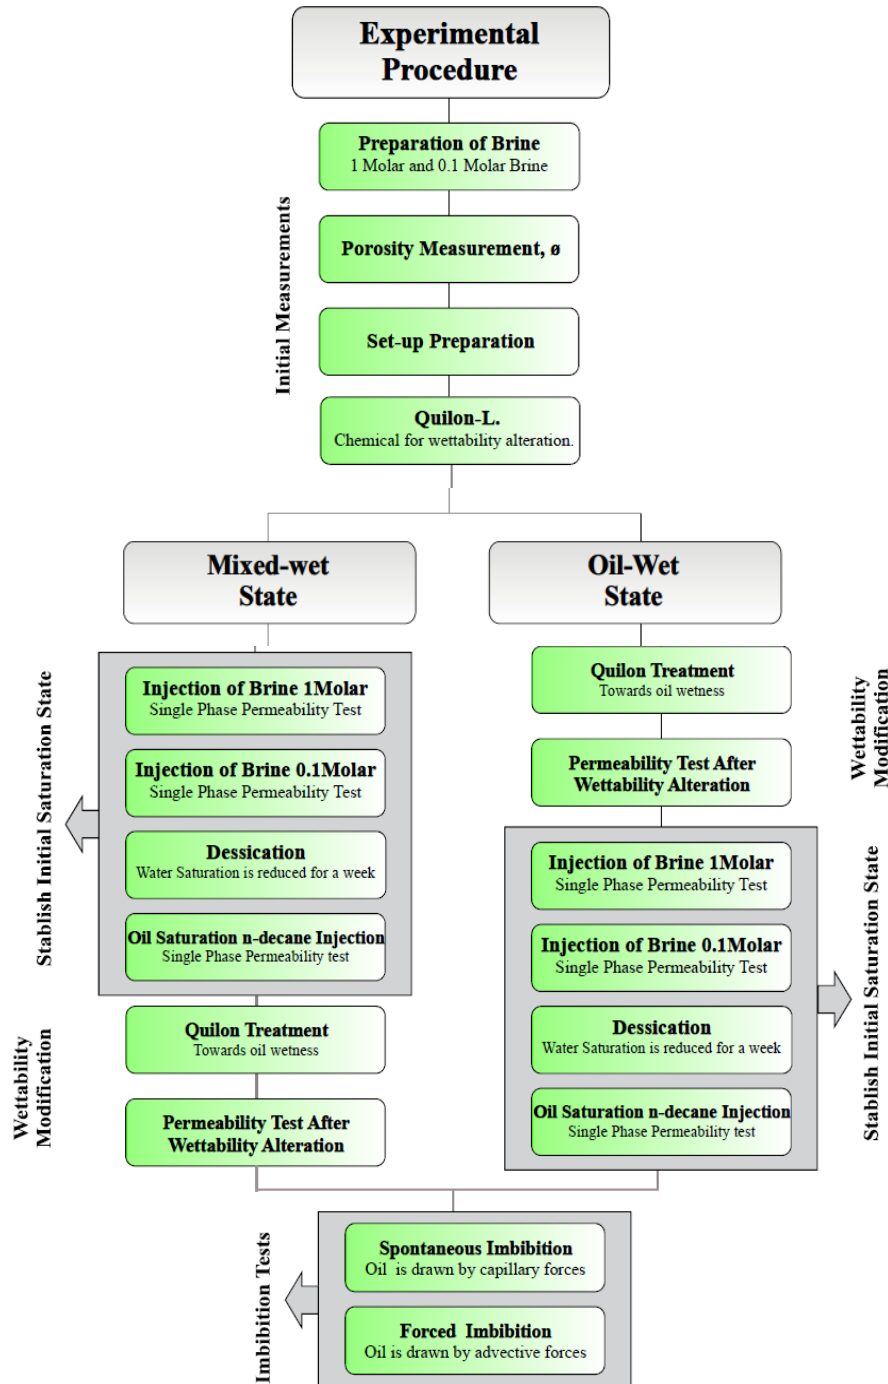 Experimental
Procedure
Preparation of Brine
1 Molar and 0.1 Molar Brine
Initial Measurements
Porosity Measurement, ø
Set-up Preparation
Quilon-L.
Chemical for wettability alteration.
Mixed-wet
State
Stablish Initial Saturation State
Injection of Brine 1Molar
Single Phase Permeability Test
Injection of Brine 0.1Molar
Single Phase Permeability Test
Dessication
Water Saturation is reduced for a week
Oil Saturation n-decane Injection
Single Phase Permeability test
Wettability
Modification
Quilon Treatment
Towards oil wetness
Permeability Test After
Wettability Alteration
Oil-Wet
State
Quilon Treatment
Towards oil wetness
Permeability Test After
Wettability Alteration
Wettability
Modification
Injection of Brine 1Molar
Single Phase Permeability Test
Injection of Brine 0.1Molar
Single Phase Permeability Test
Dessication
Water Saturation is reduced for a week
Oil Saturation n-decane Injection
Single Phase Permeability test
Stablish Initial Saturation State
Imbibition Tests
Spontaneous Imbibition
Oil is drawn by capillary forces
Forced Imbibition
Oil is drawn by advective forces